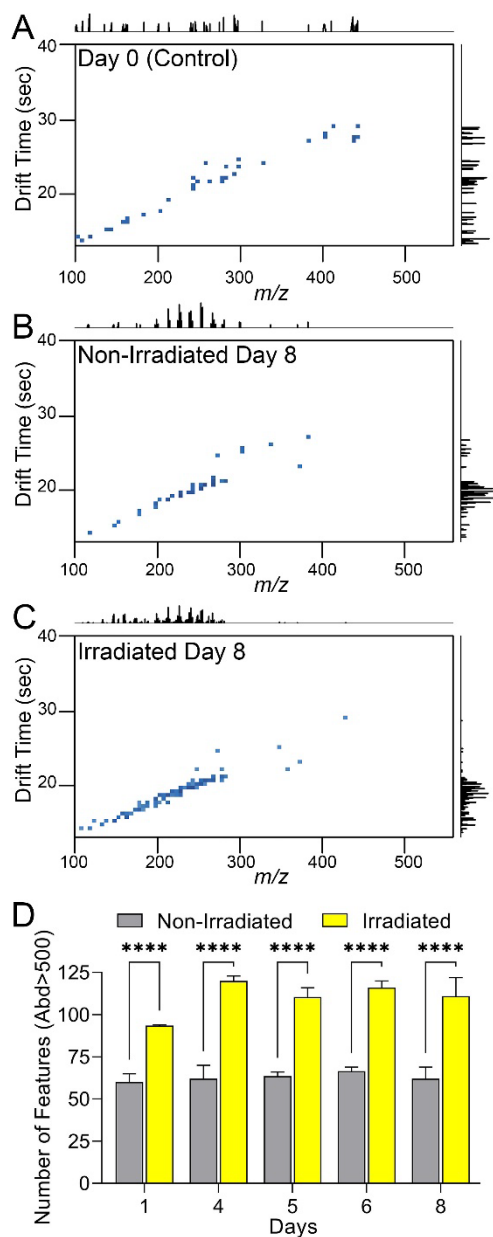 A
Day 0 (Control)
Drift Time (sec)
40
30
20
100 200 300 400 500
m/z
B
Non-Irradiated Day 8
Drift Time (sec)
40
30
20
100 200 300 400 500
m/z
C
Irradiated Day 8
Drift Time (sec)
40
30
20
100 200 300 400 500
m/z
D
Non-Irradiated Irradiated
**** **** **** **** ****
Number of Features (Abd>500)
125
100
75
50
25
0
1 4 5 6 8
Days